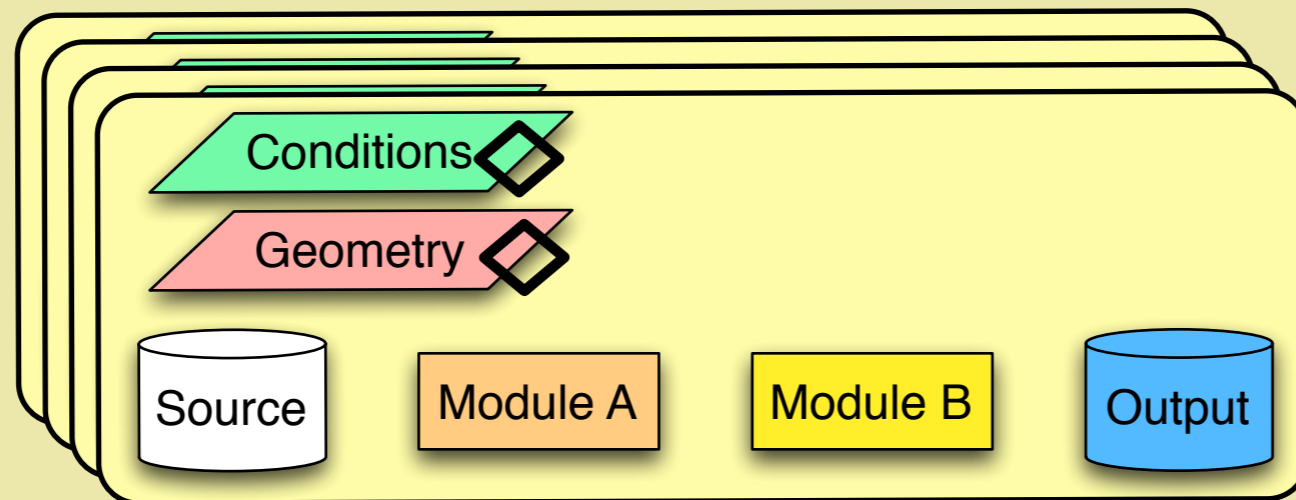 Conditions
Geometry
Source
Module A
Module B
Output